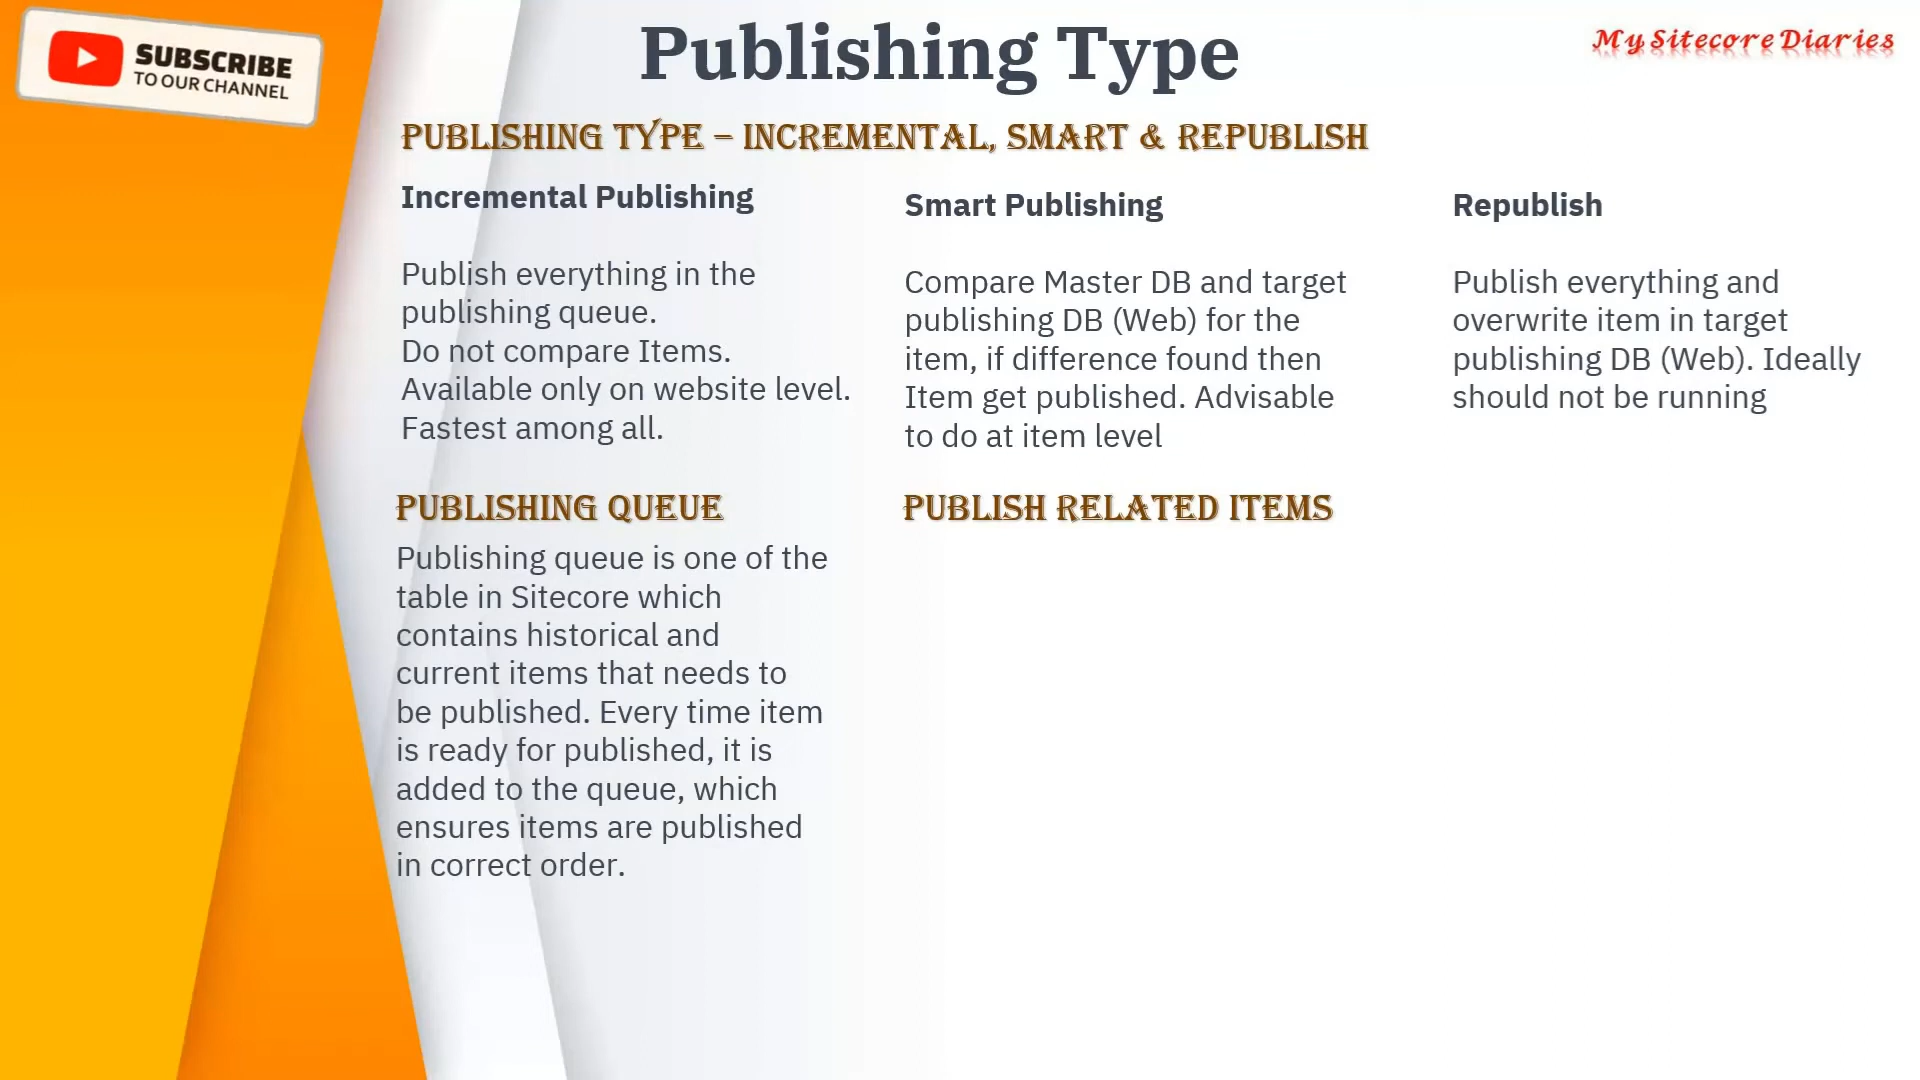 SUBSCRIBE
TO OUR CHANNEL
Publishing Type
My Sitecore Diaries
PUBLISHING TYPE – INCREMENTAL, SMART & REPUBLISH
Incremental Publishing
Publish everything in the
publishing queue.
Do not compare Items.
Available only on website level.
Fastest among all.
Smart Publishing
Compare Master DB and target
publishing DB (Web) for the
item, if difference found then
Item get published. Advisable
to do at item level
Republish
Publish everything and
overwrite item in target
publishing DB (Web). Ideally
should not be running
PUBLISHING QUEUE
Publishing queue is one of the
table in Sitecore which
contains historical and
current items that needs to
be published. Every time item
is ready for published, it is
added to the queue, which
ensures items are published
in correct order.
PUBLISH RELATED ITEMS